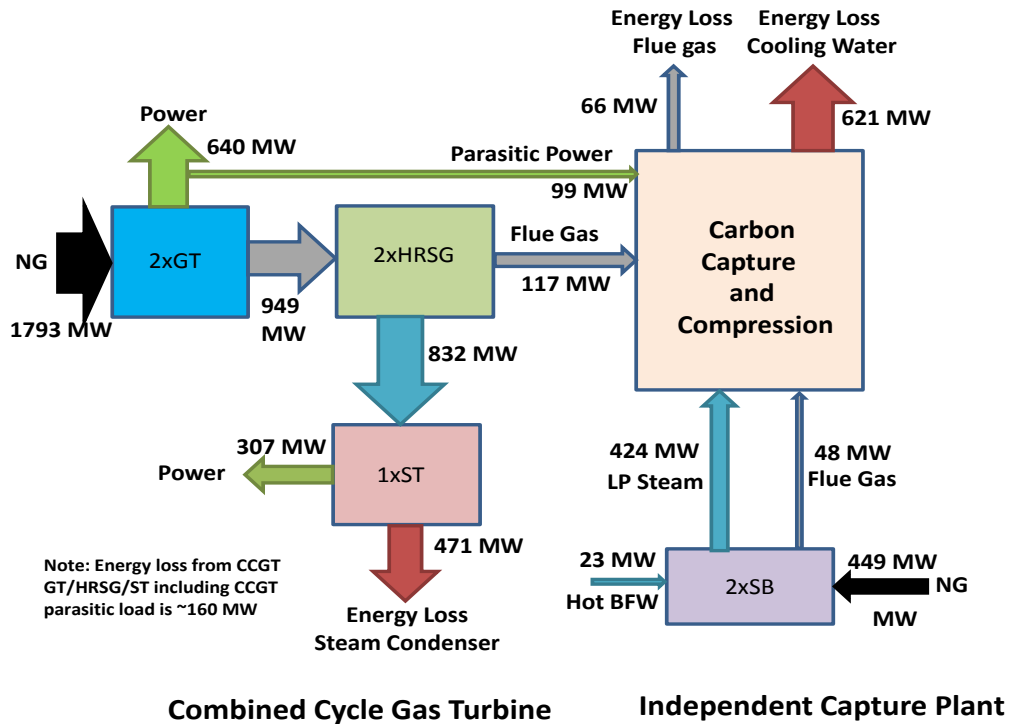 Energy Loss
Flue gas
Energy Loss
Cooling Water
66 MW
621 MW
Power
640 MW
Parasitic Power
99 MW
NG
1793 MW
2xGT
949
MW
2xHRSG
Flue Gas
117 MW
Carbon
Capture
and
Compression
832 MW
307 MW
Power
1xST
471 MW
Energy Loss
Steam Condenser
424 MW
LP Steam
48 MW
Flue Gas
23 MW
Hot BFW
2xSB
449 MW
NG
MW
Note: Energy loss from CCGT
GT/HRSG/ST including CCGT
parasitic load is ~160 MW
Combined Cycle Gas Turbine
Independent Capture Plant